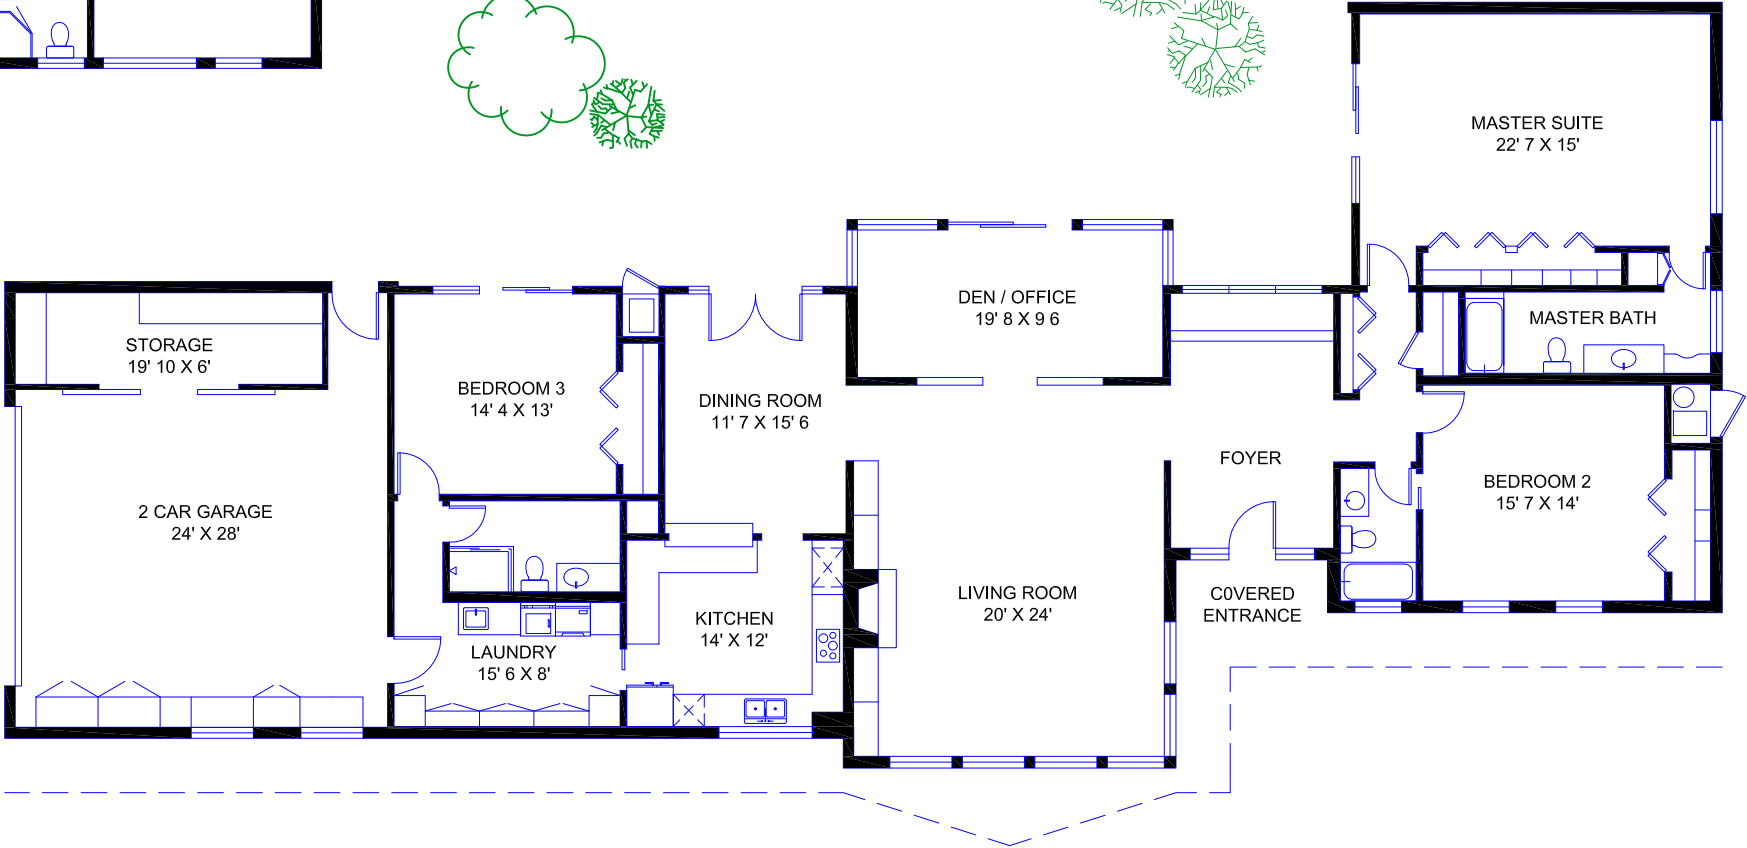 MASTER SUITE
22' 7 X 15'
DEN / OFFICE
19' 8 X 9 6
MASTER BATH
STORAGE
19' 10 X 6'
BEDROOM 3
14' 4 X 13'
DINING ROOM
11' 7 X 15' 6
FOYER
BEDROOM 2
15' 7 X 14'
2 CAR GARAGE
24' X 28'
LIVING ROOM
20' X 24'
C0VERED
ENTRANCE
KITCHEN
14' X 12'
LAUNDRY
15' 6 X 8'